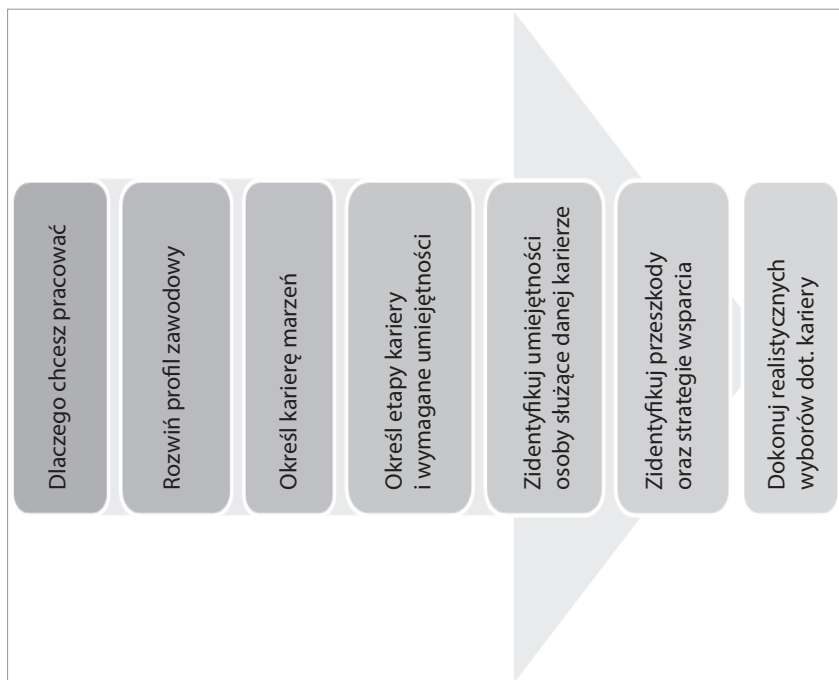 Dlaczego chcesz pracować
Rozwiń profil zawodowy
Określ karierę marzeń
Określ etapy kariery
i wymagane umiejętności
Zidentyfikuj umiejętności
osoby służące danej karierze
Zidentyfikuj przeszkody
oraz strategie wsparcia
Dokonuj realistycznych
wyborów dot. kariery